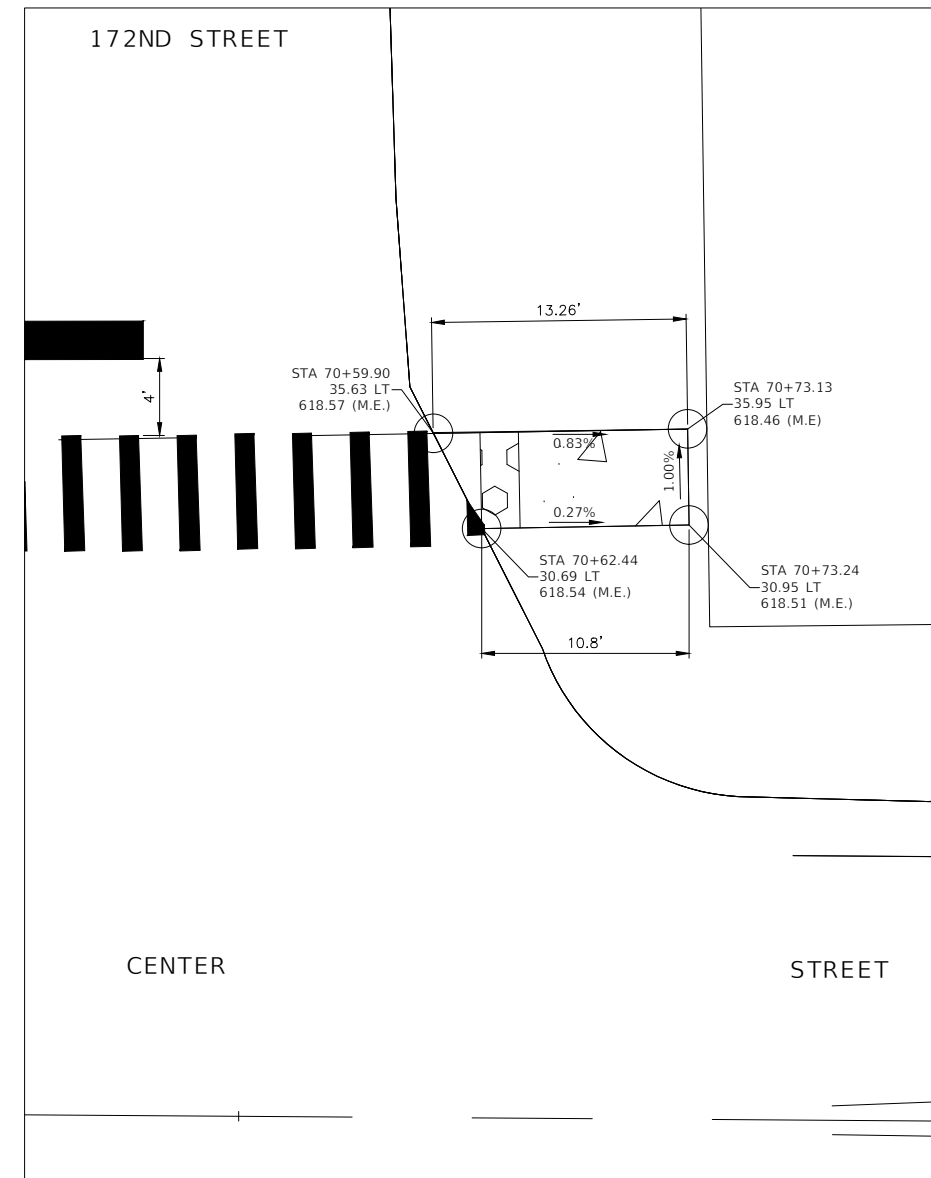 172ND STREET
13.26'
STA 70+59.90
35.63 LT
618.57 (M.E.)
STA 70+73.13
35.95 LT
618.46 (M.E)
4'
0.83%
1.00%
0.27%
STA 70+62.44
30.69 LT
618.54 (M.E.)
STA 70+73.24
30.95 LT
618.51 (M.E.)
10.8'
CENTER
STREET